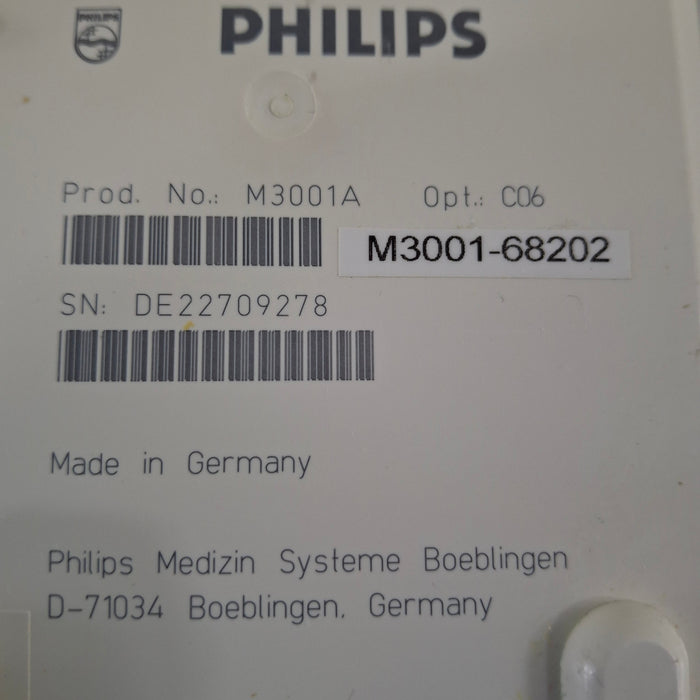 PHILIPS
PHILIPS
Prod. No.: M3001A Opt.: C06
M3001-68202
SN: DE22709278
Made in Germany
Philips Medizin Systeme Boeblingen
D-71034 Boeblingen, Germany